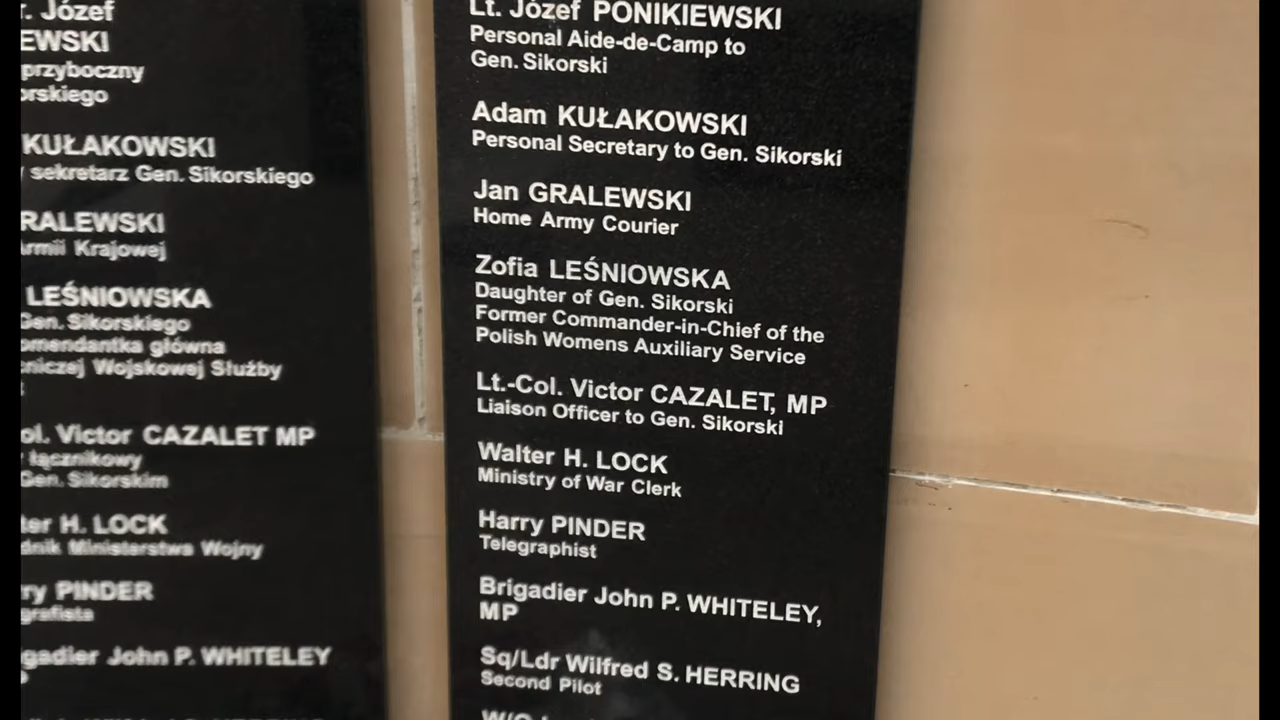 r. Józef
EWSKI
przyboczny
orskiego
KUŁAKOWSKI
sekretarz Gen. Sikorskiego
RALEWSKI
Armii Krajowej
LEŚNIOWSKA
Gen. Sikorskiego
omendantka główna
niczej Wojskowej Służby
ol. Victor CAZALET MP
łącznikowy
Gen. Sikorskim
ter H. LOCK
dnik Ministerstwa Wojny
ry PINDER
grafista
gadier John P. WHITELEY
Lt. Józef PONIKIEWSKI
Personal Aide-de-Camp to
Gen. Sikorski
Adam KUŁAKOWSKI
Personal Secretary to Gen. Sikorski
Jan GRALEWSKI
Home Army Courier
Zofia LEŚNIOWSKA
Daughter of Gen. Sikorski
Former Commander-in-Chief of the
Polish Womens Auxiliary Service
Lt.-Col. Victor CAZALET, MP
Liaison Officer to Gen. Sikorski
Walter H. LOCK
Ministry of War Clerk
Harry PINDER
Telegraphist
Brigadier John P. WHITELEY,
MP
Sq/Ldr Wilfred S. HERRING
Second Pilot